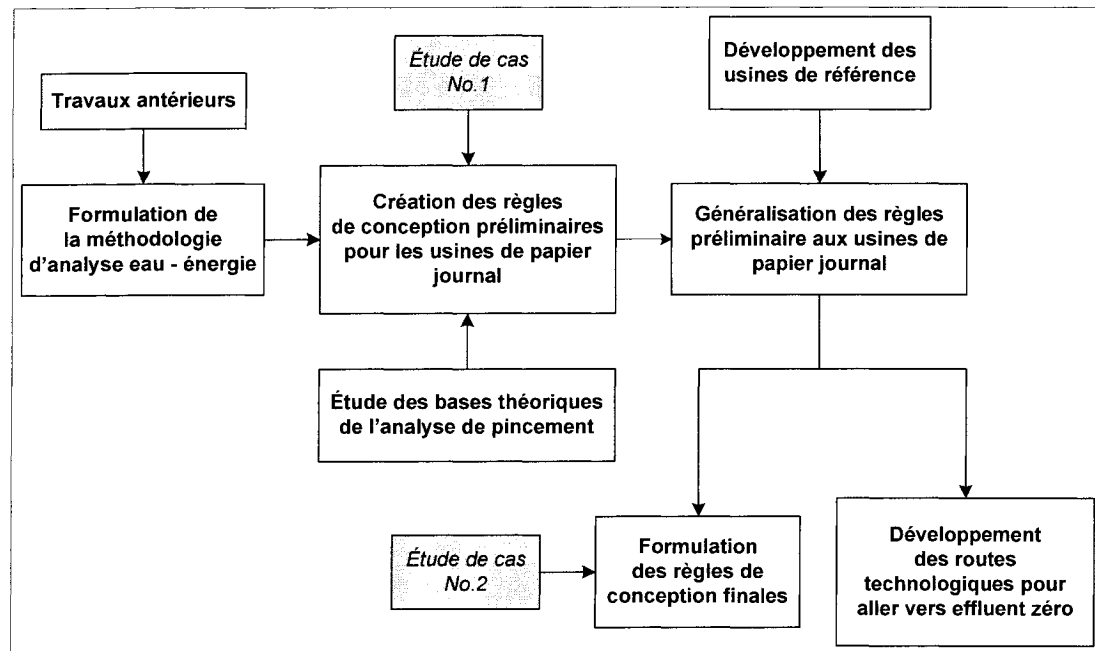 Travaux antérieurs
Étude de cas
No.1
Développement des
usines de référence
Formulation de
la méthodologie
d'analyse eau - énergie
Création des règles
de conception préliminaires
pour les usines de papier
journal
Généralisation des règles
préliminaire aux usines de
papier journal
Étude des bases théoriques
de l'analyse de pincement
Étude de cas
No.2
Formulation
des règles de
conception finales
Développement
des routes
technologiques pour
aller vers effluent zéro